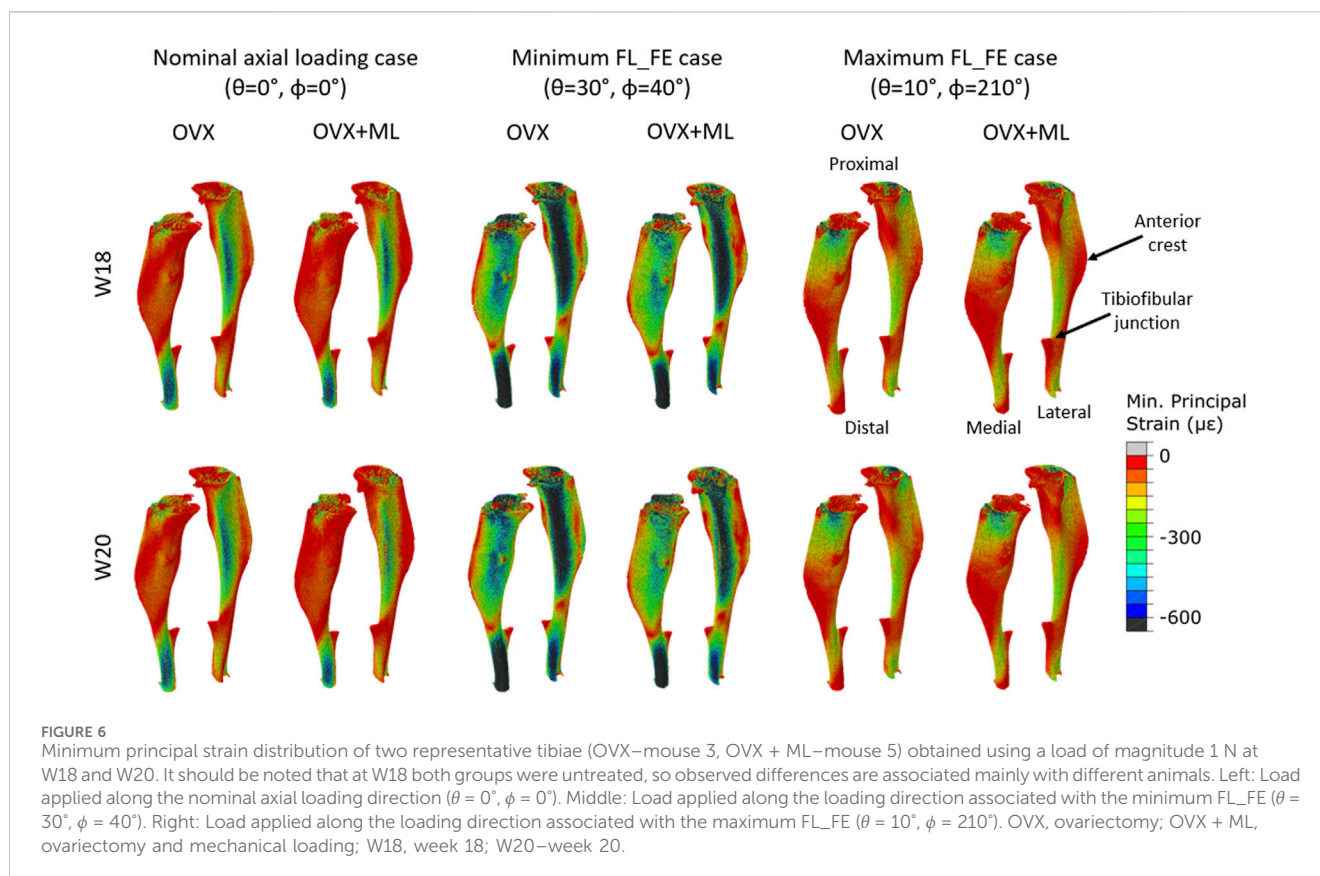 Nominal axial loading case
(θ=0°, ϕ=0°)
Minimum FL_FE case
(θ=30°, ϕ=40°)
Maximum FL_FE case
(θ=10°, ϕ=210°)
OVX
OVX+ML
OVX
OVX+ML
OVX
OVX+ML
Proximal
W18
Anterior
crest
Tibiofibular
junction
Lateral
Distal
Medial
Min. Principal
Strain (με)
0
-300
-600
W20
FIGURE 6
Minimum principal strain distribution of two representative tibiae (OVX–mouse 3, OVX + ML–mouse 5) obtained using a load of magnitude 1 N at
W18 and W20. It should be noted that at W18 both groups were untreated, so observed differences are associated mainly with different animals. Left: Load
applied along the nominal axial loading direction (θ = 0°, ϕ = 0°). Middle: Load applied along the loading direction associated with the minimum FL_FE (θ =
30°, ϕ = 40°). Right: Load applied along the loading direction associated with the maximum FL_FE (θ = 10°, ϕ = 210°). OVX, ovariectomy; OVX + ML,
ovariectomy and mechanical loading; W18, week 18; W20–week 20.